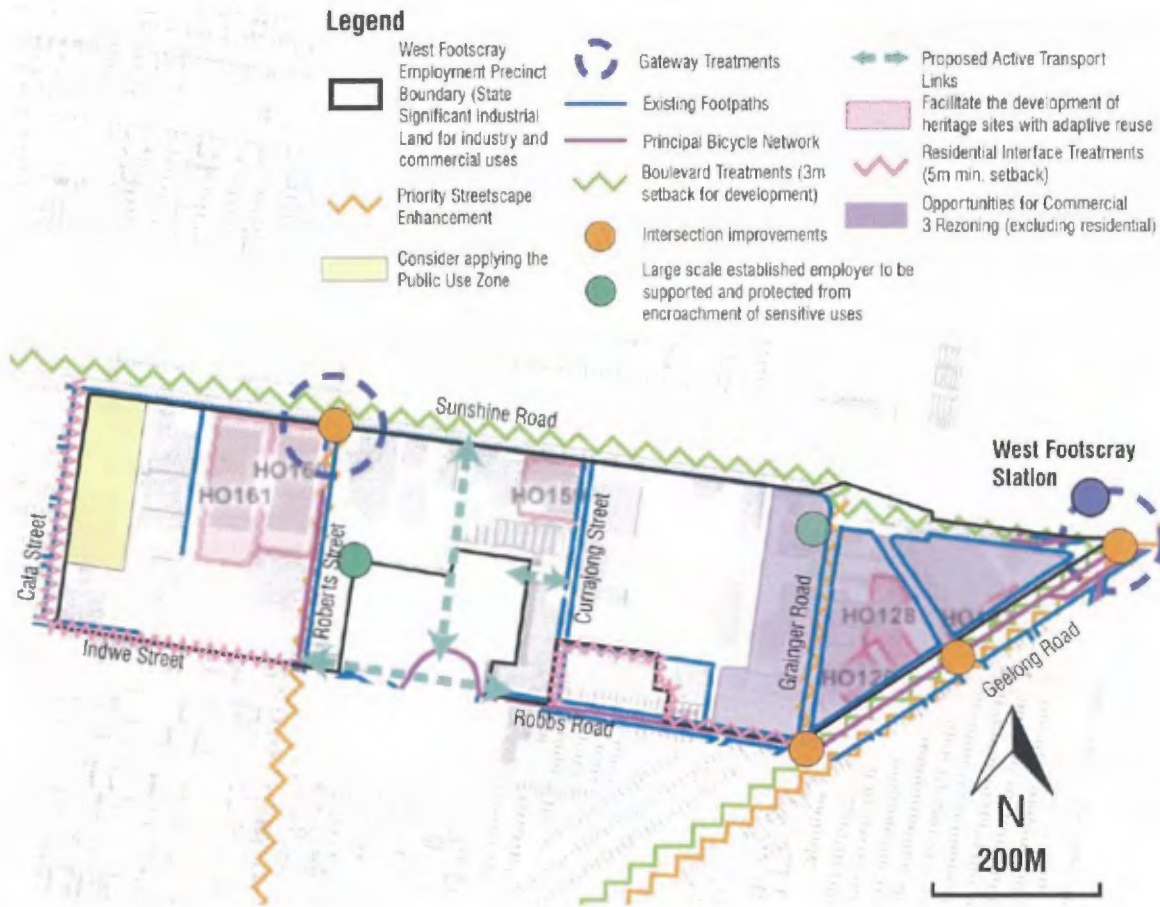 Legend
West Footscray
Employment Precinct
Boundary (State
Significant Industrial
Land for industry and
commercial uses
Priority Streetscape
Enhancement
Consider applying the
Public Use Zone
Gateway Treatments
Existing Footpaths
Principal Bicycle Network
Boulevard Treatments (3m
setback for development)
Intersection improvements
Large scale established employer to be
supported and protected from
encroachment of sensitive uses
Proposed Active Transport
Links
Facilitate the development of
heritage sites with adaptive reuse
Residential Interface Treatments
(5m min. setback)
Opportunities for Commercial
3 Rezoning (excluding residential)
Sunshine Road
West Footscray
Station
HO161
Cala Street
Roberts Street
Currajong Street
Grainger Road
HO128
Indwe Street
Robbs Road
Geelong Road
N
200M